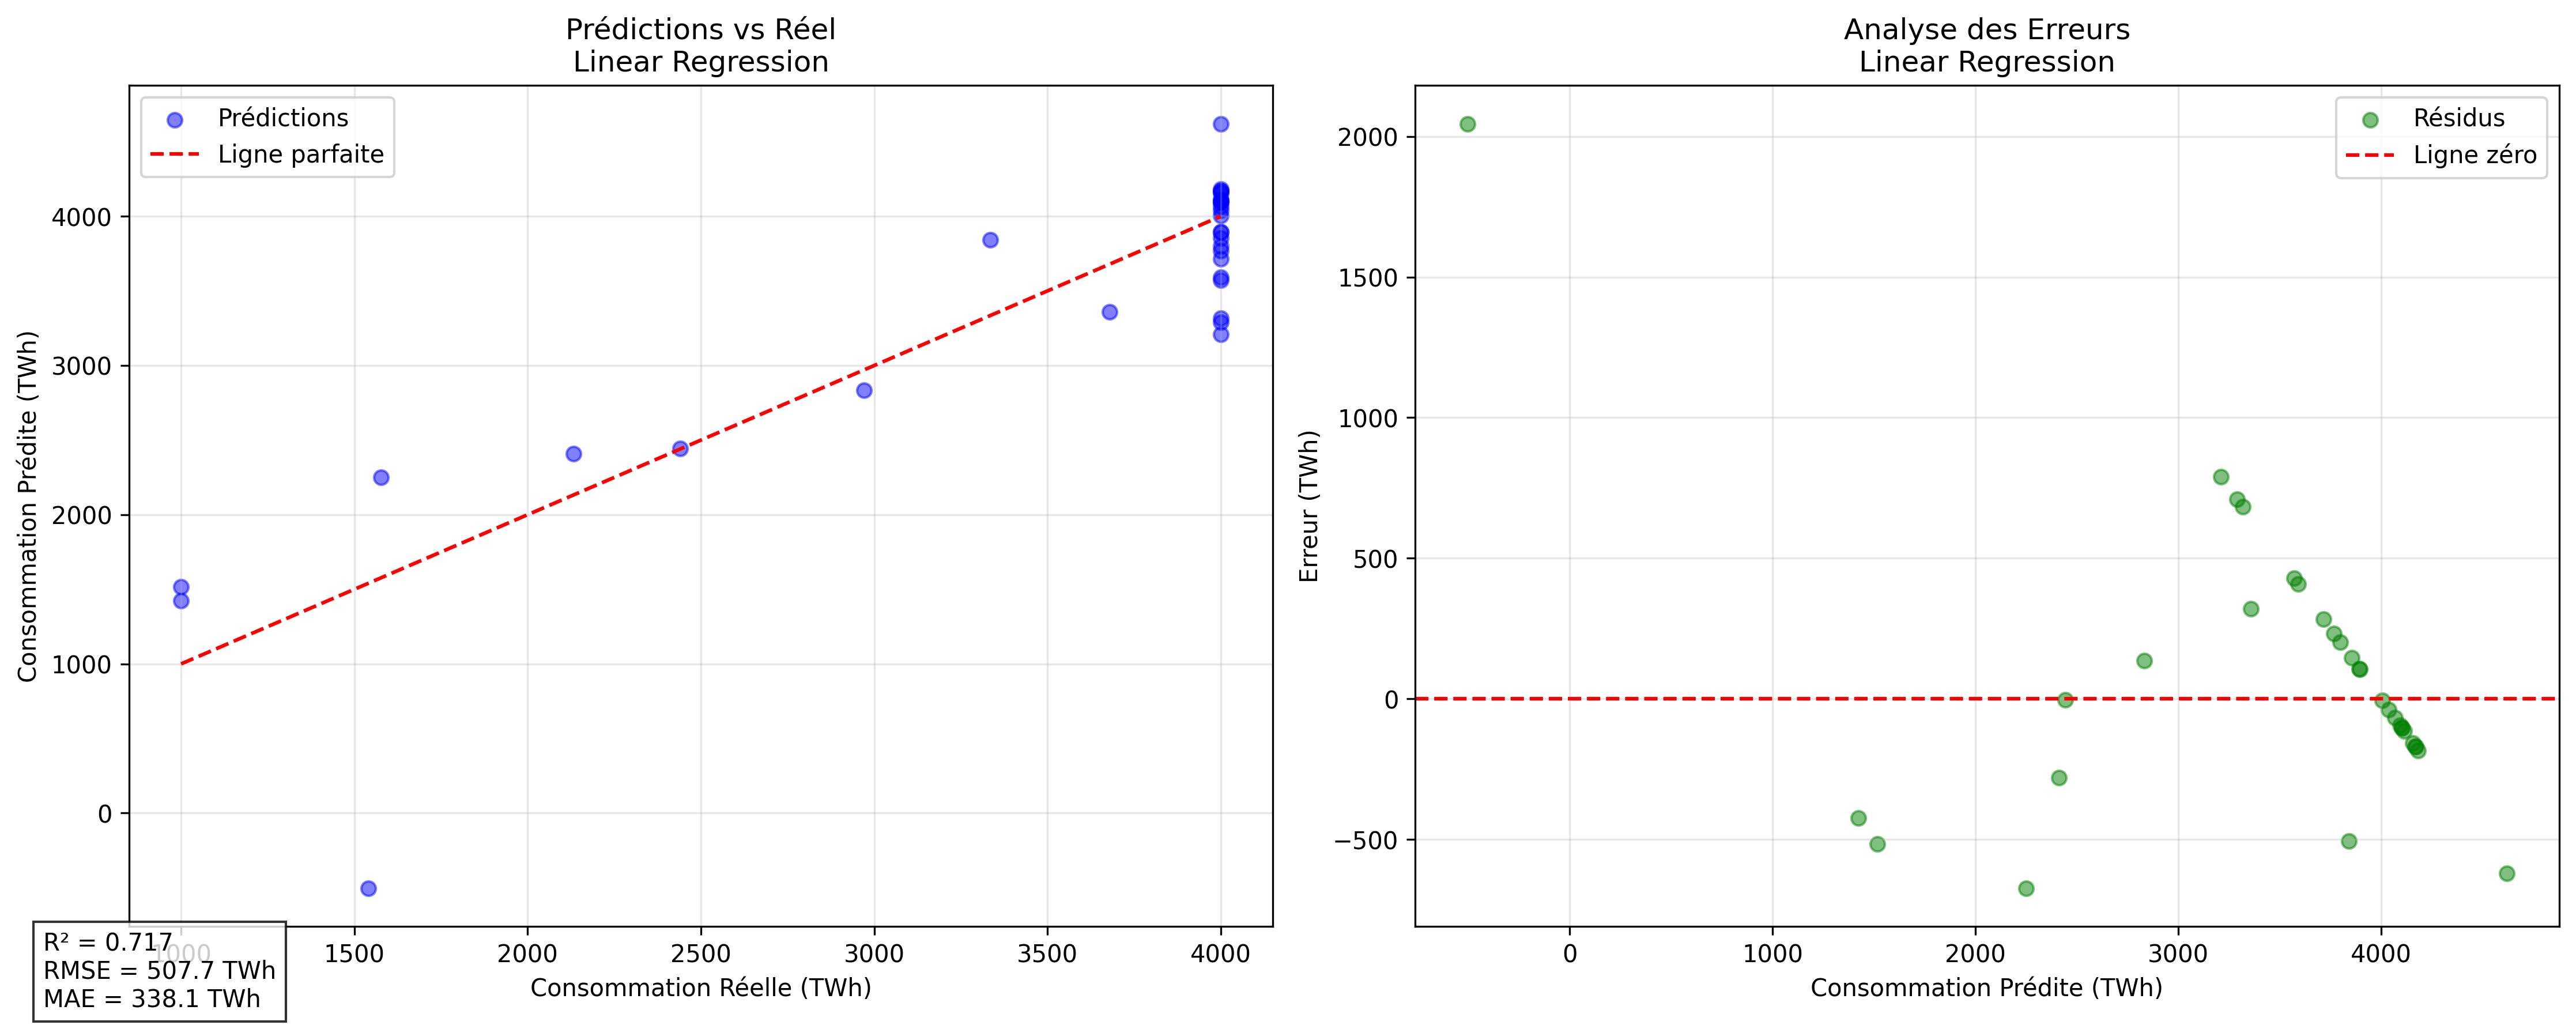 Prédictions vs Réel
Linear Regression
Prédictions
Ligne parfaite
Consommation Prédite (TWh)
4000
3000
2000
1000
0
1000
1500
2000
2500
3000
3500
4000
Consommation Réelle (TWh)
R² = 0.717
RMSE = 507.7 TWh
MAE = 338.1 TWh
Analyse des Erreurs
Linear Regression
Résidus
Ligne zéro
Erreur (TWh)
2000
1500
1000
500
0
−500
0
1000
2000
3000
4000
Consommation Prédite (TWh)